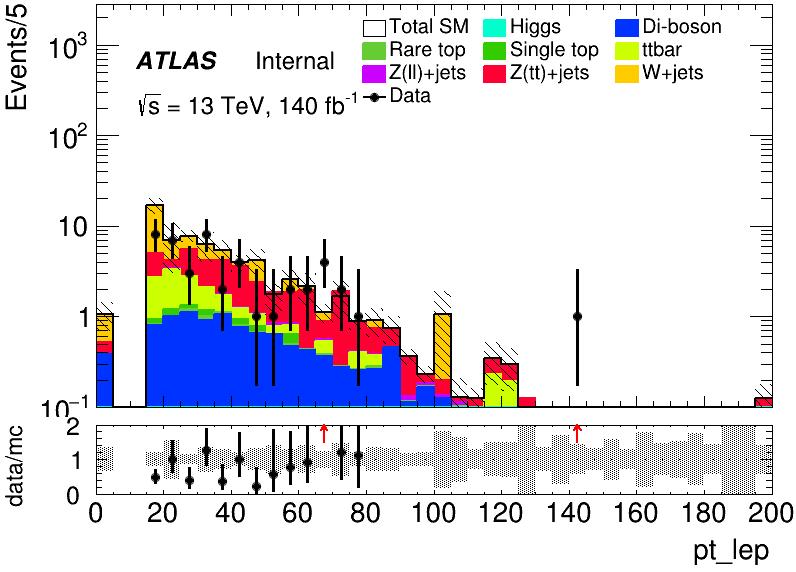 Events/5
10³
10²
10
1
10⁻¹
ATLAS Internal
√s = 13 TeV, 140 fb⁻¹
Total SM Higgs Di-boson
Rare top Single top ttbar
Z(ll)+jets Z(tt)+jets W+jets
Data
data/mc
2
1
0
0 20 40 60 80 100 120 140 160 180 200
pt_lep